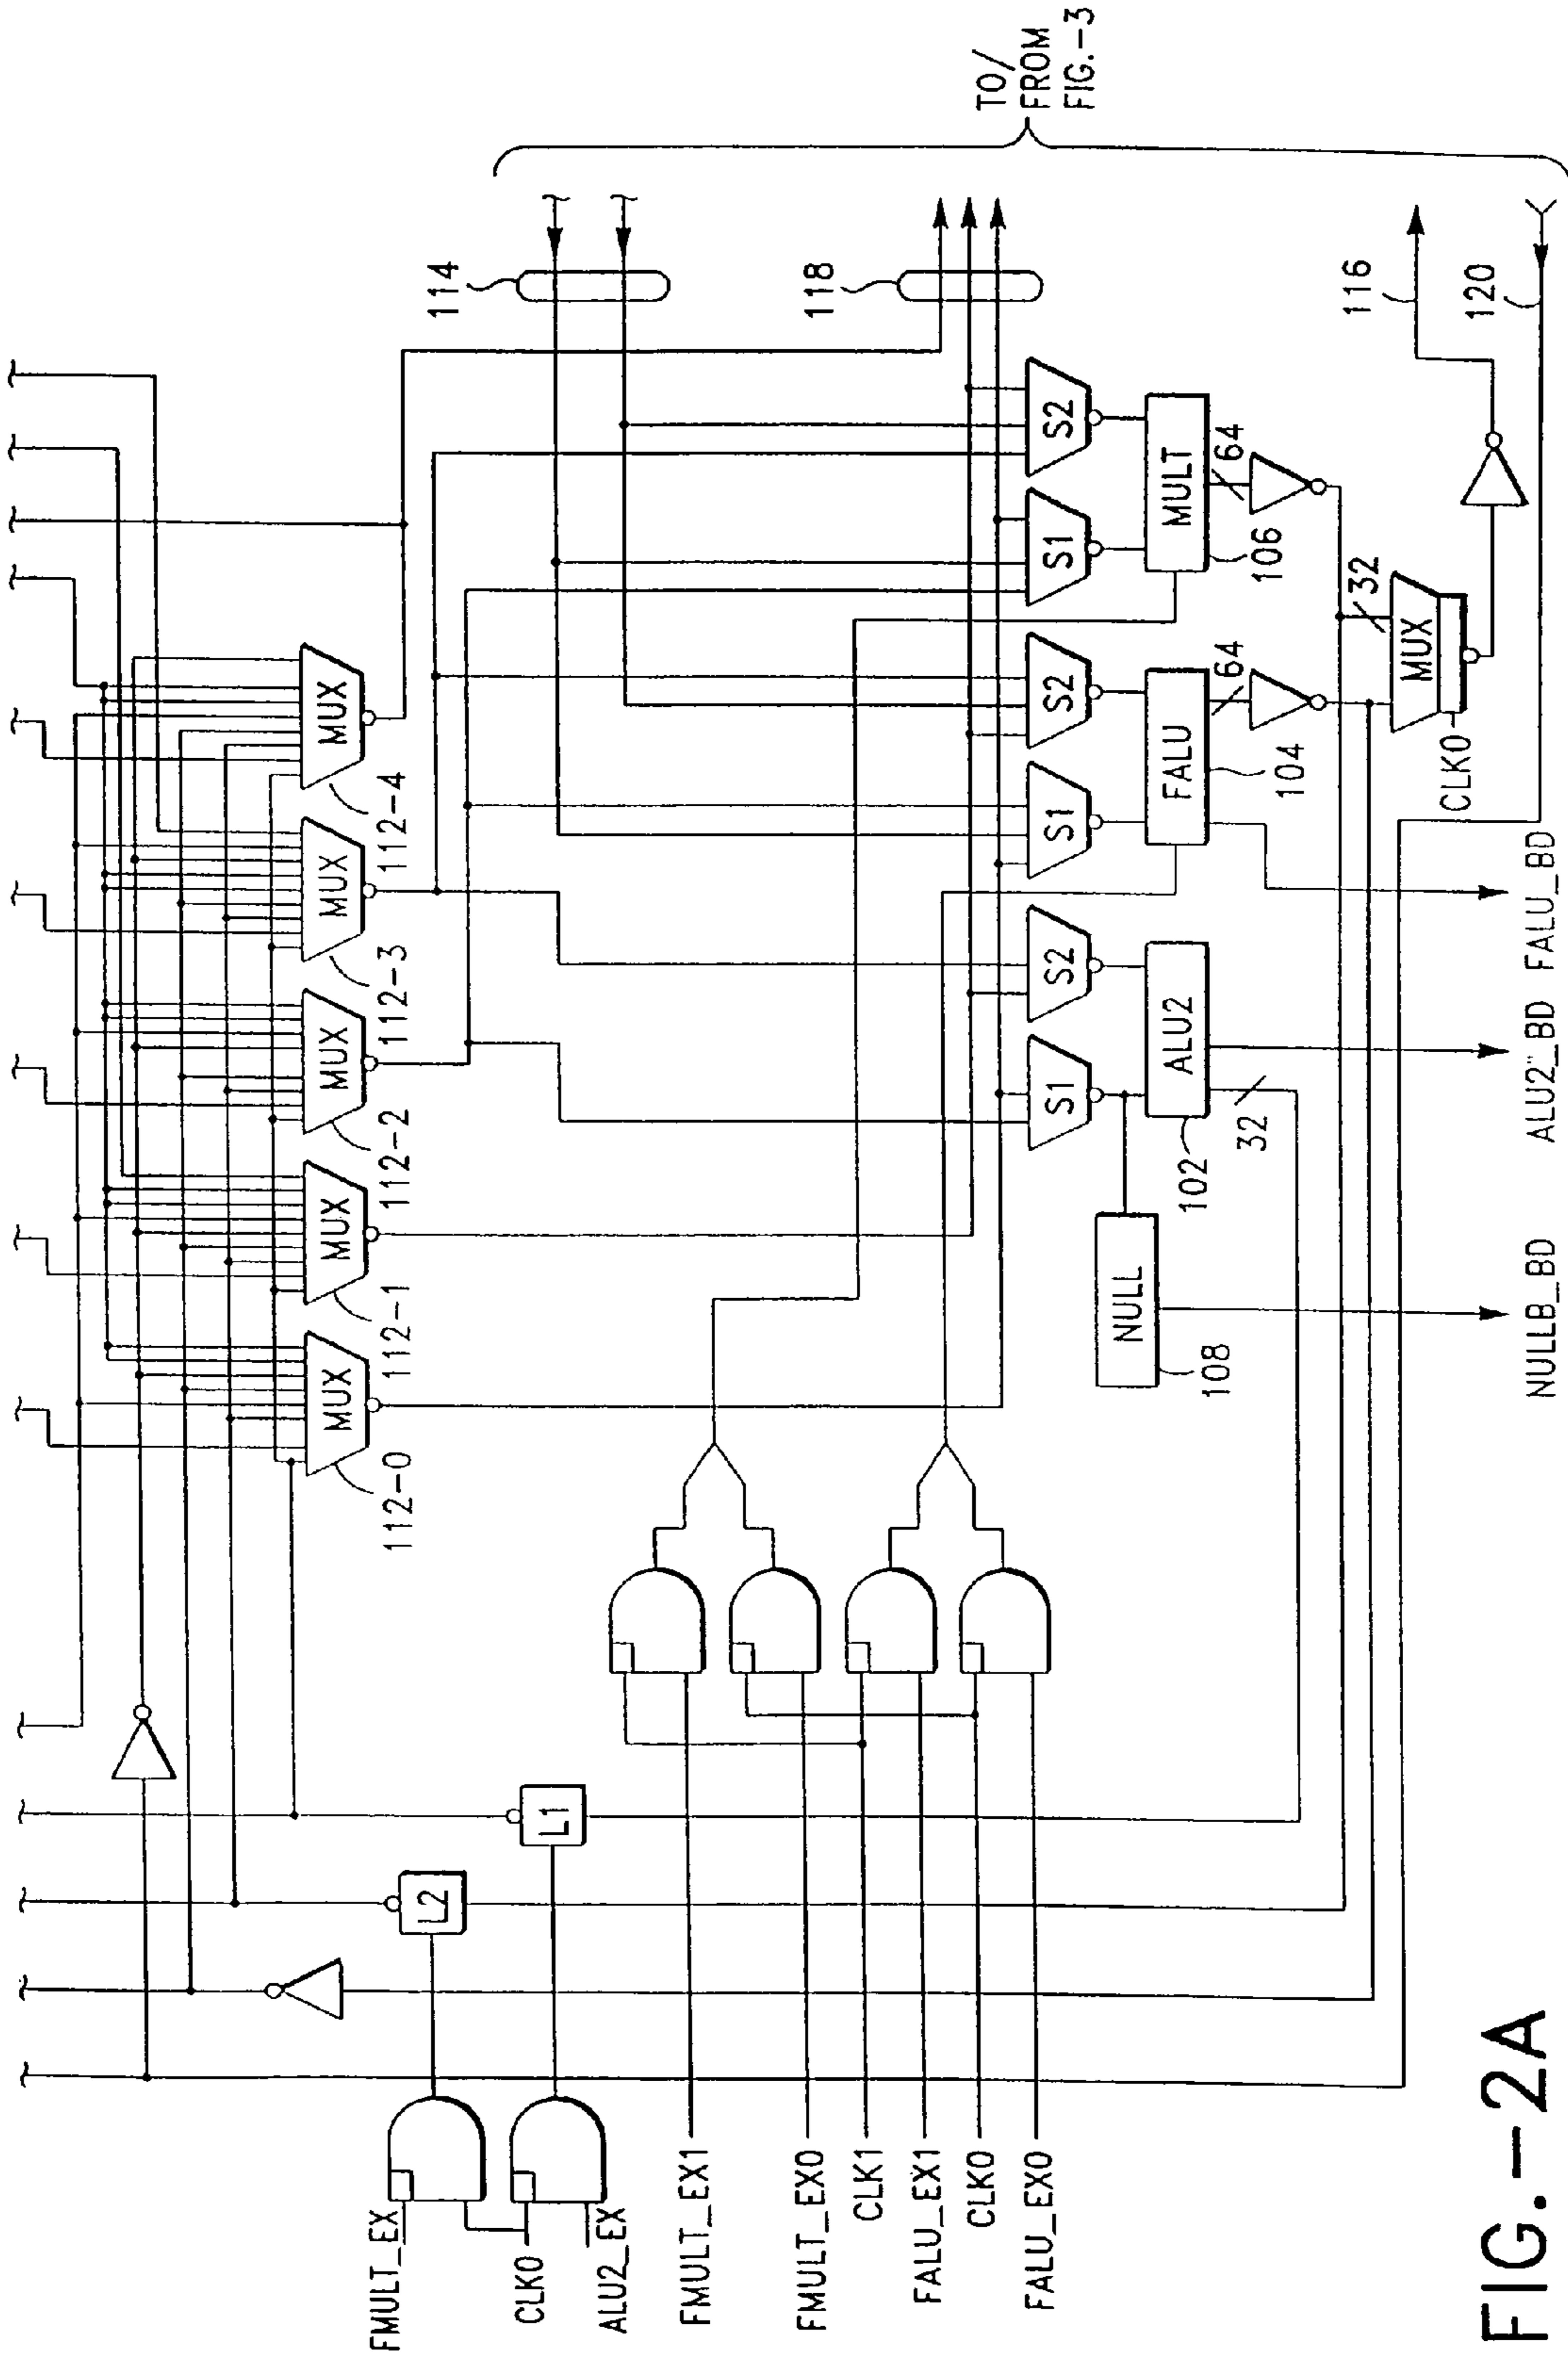 TO/
FROM
FIG.-3
114
118
116
120
MUX
112-4
MUX
112-3
MUX
112-2
MUX
112-1
MUX
112-0
S2
S1
MULT
64
106
S2
S1
FALU
64
104
S2
S1
ALU2
32
102
NULL
108
32
MUX
CLK0
FALU_BD
ALU2_BD
NULLB_BD
L1
L2
FMULT_EX
CLK0
ALU2_EX
FMULT_EX1
FMULT_EX0
CLK1
FALU_EX1
CLK0
FALU_EX0
FIG.-2A